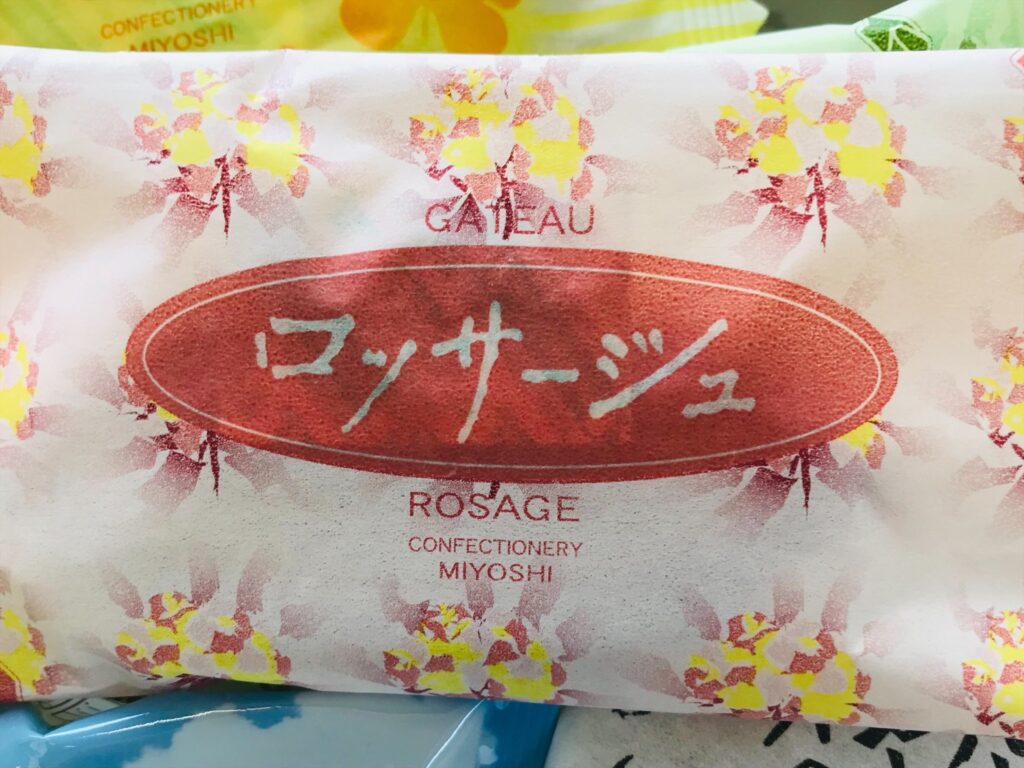 CONFECTIONERY
MIYOSHI
GATEAU
ロッサージュ
ROSAGE
CONFECTIONERY
MIYOSHI